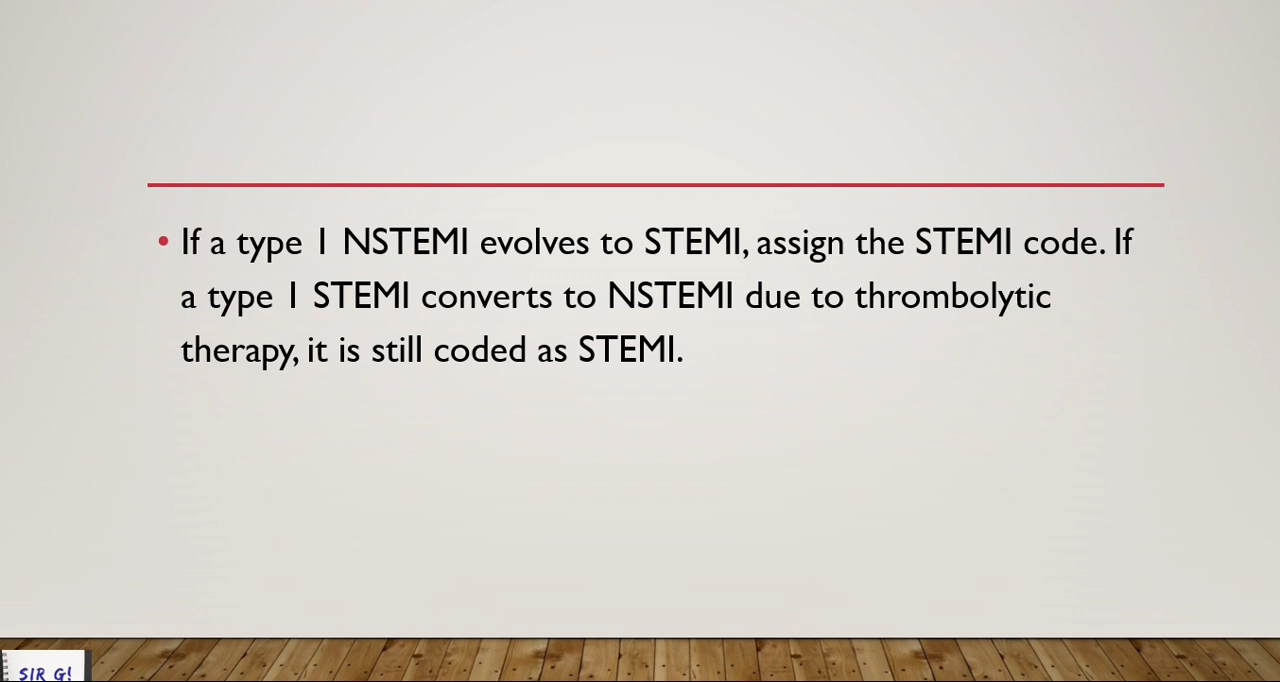 • If a type 1 NSTEMI evolves to STEMI, assign the STEMI code. If
a type 1 STEMI converts to NSTEMI due to thrombolytic
therapy, it is still coded as STEMI.
SIR G!